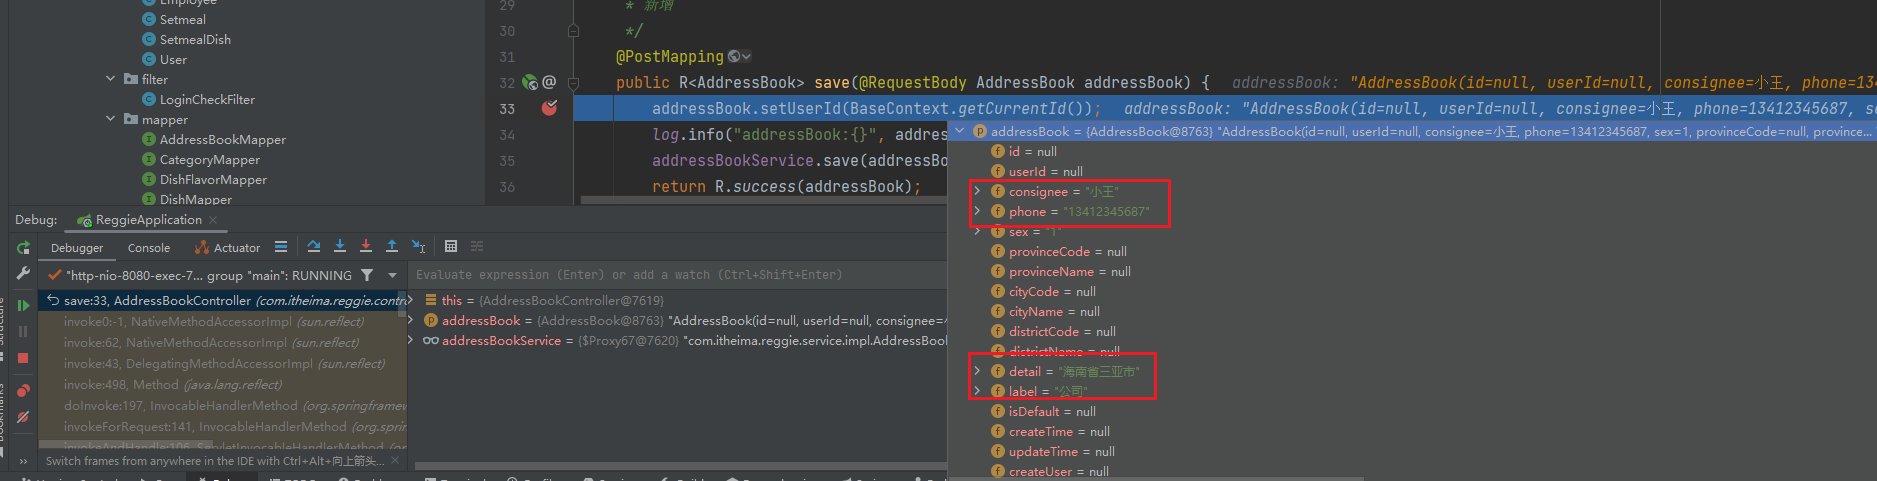 Employee
Setmeal
SetmealDish
User
filter
LoginCheckFilter
mapper
AddressBookMapper
CategoryMapper
DishFlavorMapper
DishMapper
29 * 新增
30 */
31 @PostMapping
32 public R<AddressBook> save(@RequestBody AddressBook addressBook) { addressBook: "AddressBook(id=null, userId=null, consignee=小王, phone=134
33 addressBook.setUserId(BaseContext.getCurrentId()); addressBook: "AddressBook(id=null, userId=null, consignee=小王, phone=13412345687, se
34 log.info("addressBook:{}", addres
35 addressBookService.save(addressBo
36 return R.success(addressBook);
addressBook = {AddressBook@8763} "AddressBook(id=null, userId=null, consignee=小王, phone=13412345687, sex=1, provinceCode=null, province...
id = null
userId = null
consignee = "小王"
phone = "13412345687"
sex = "1"
provinceCode = null
provinceName = null
cityCode = null
cityName = null
districtCode = null
districtName = null
detail = "海南省三亚市"
label = "公司"
isDefault = null
createTime = null
updateTime = null
createUser = null
Debug: ReggieApplication
Debugger Console Actuator
"http-nio-8080-exec-7... group "main": RUNNING
Evaluate expression (Enter) or add a watch (Ctrl+Shift+Enter)
save:33, AddressBookController (com.itheima.reggie.contro
invoke0:-1, NativeMethodAccessorImpl (sun.reflect)
invoke:62, NativeMethodAccessorImpl (sun.reflect)
invoke:43, DelegatingMethodAccessorImpl (sun.reflect)
invoke:498, Method (java.lang.reflect)
doInvoke:197, InvocableHandlerMethod (org.springframew
invokeForRequest:141, InvocableHandlerMethod (org.sprin
invokeAndHandle:106, ServletInvocableHandlerMethod (or
this = {AddressBookController@7619}
addressBook = {AddressBook@8763} "AddressBook(id=null, userId=null, consignee=
addressBookService = {$Proxy67@7620} "com.itheima.reggie.service.impl.AddressBook
Switch frames from anywhere in the IDE with Ctrl+Alt+向上箭头...